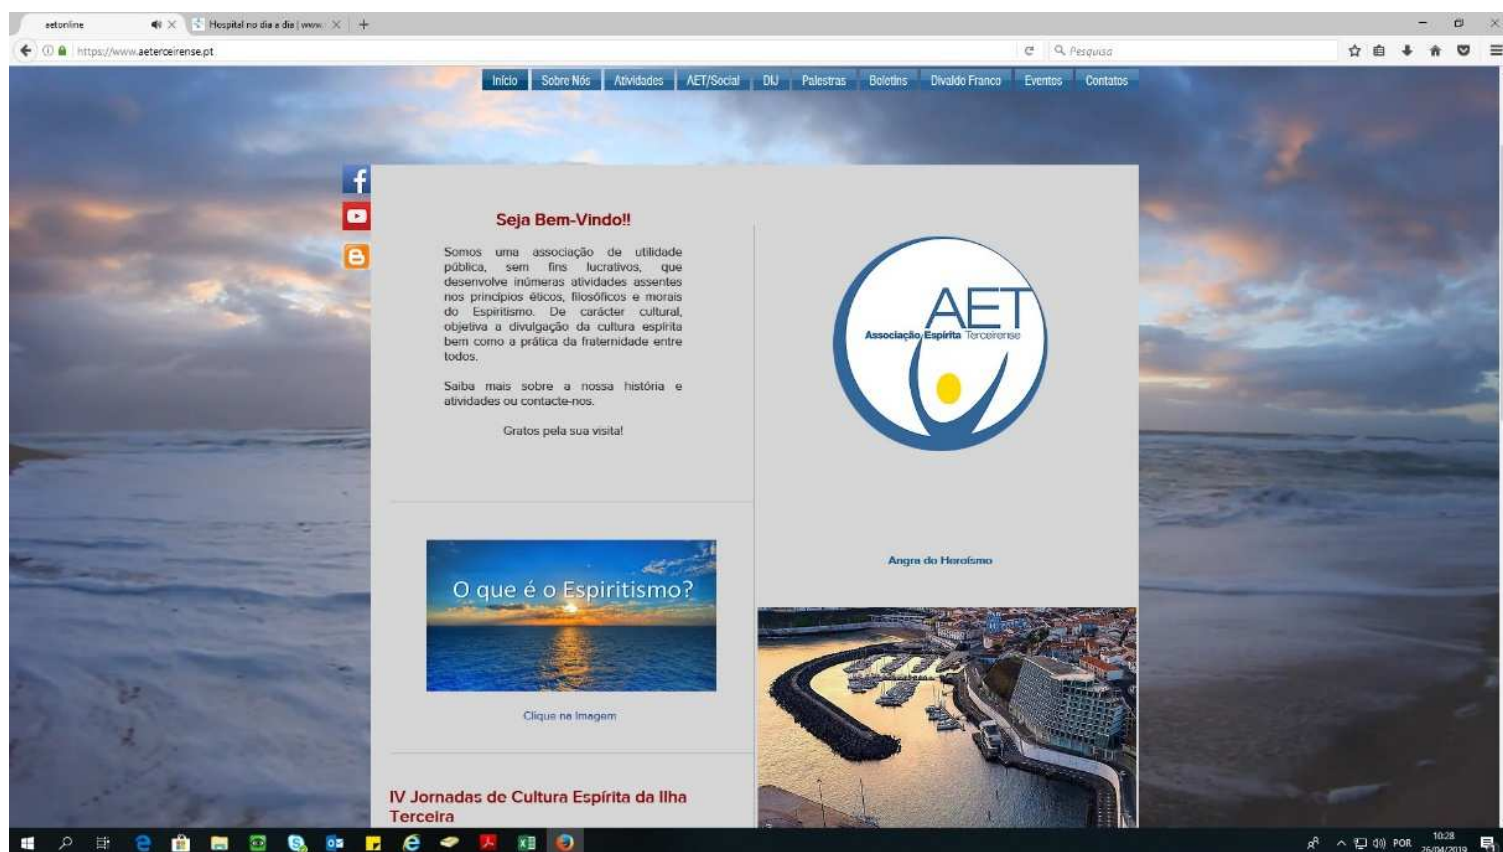 aetonline
Hospital no dia a dia | www.
https://www.aeterceirense.pt
Pesquisa
Início Sobre Nós Atividades AET/Social DIJ Palestras Boletins Divaldo Franco Eventos Contatos
Seja Bem-Vindo!!
Somos uma associação de utilidade
pública, sem fins lucrativos, que
desenvolve inúmeras atividades assentes
nos princípios éticos, filosóficos e morais
do Espiritismo. De carácter cultural,
objetiva a divulgação da cultura espírita
bem como a prática da fraternidade entre
todos.
Saiba mais sobre a nossa história e
atividades ou contacte-nos.
Gratos pela sua visita!
AET
Associação Espírita Terceirense
O que é o Espiritismo?
Clique na Imagem
Angra do Heroísmo
IV Jornadas de Cultura Espírita da Ilha
Terceira
POR
10:28
26/04/2019